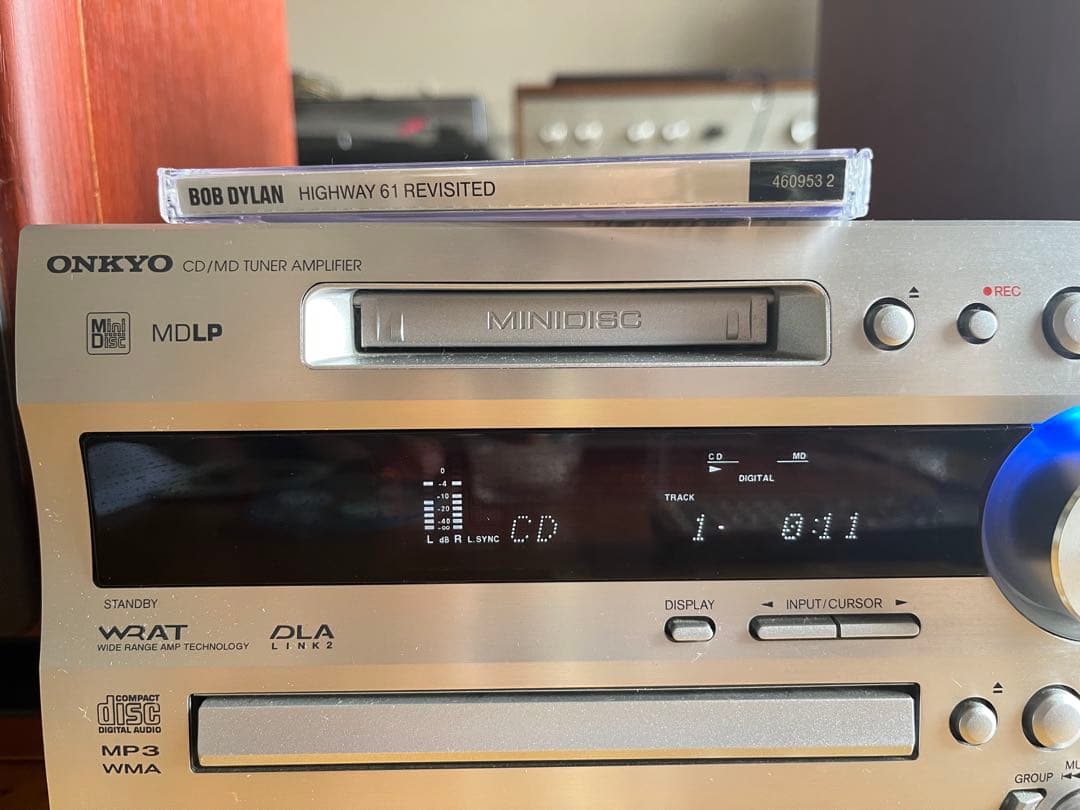 BOB DYLAN HIGHWAY 61 REVISITED 460953 2
ONKYO CD/MD TUNER AMPLIFIER
MINIDISC
REC
Mini Disc MDLP
CD MD
DIGITAL
TRACK
0
-4
-10
-20
-40
-∞
L dB R L.SYNC CD 1 0:11
STANDBY DISPLAY INPUT/CURSOR
WRAT DLA
WIDE RANGE AMP TECHNOLOGY LINK2
COMPACT
disc
DIGITAL AUDIO
MP3
WMA
GROUP